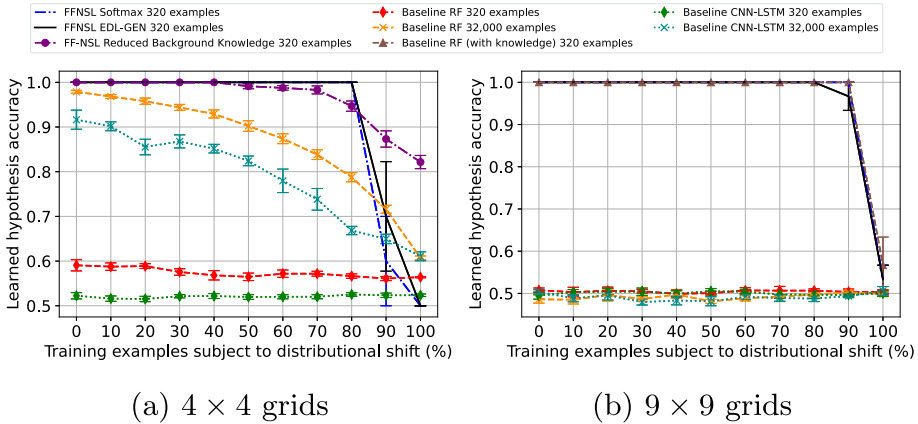 FFNSL Softmax 320 examples
FFNSL EDL-GEN 320 examples
FF-NSL Reduced Background Knowledge 320 examples
Baseline RF 320 examples
Baseline RF 32,000 examples
Baseline RF (with knowledge) 320 examples
Baseline CNN-LSTM 320 examples
Baseline CNN-LSTM 32,000 examples
Learned hypothesis accuracy
1.0
0.9
0.8
0.7
0.6
0.5
0 10 20 30 40 50 60 70 80 90 100
Training examples subject to distributional shift (%)
(a) 4 × 4 grids
Learned hypothesis accuracy
1.0
0.9
0.8
0.7
0.6
0.5
0 10 20 30 40 50 60 70 80 90 100
Training examples subject to distributional shift (%)
(b) 9 × 9 grids